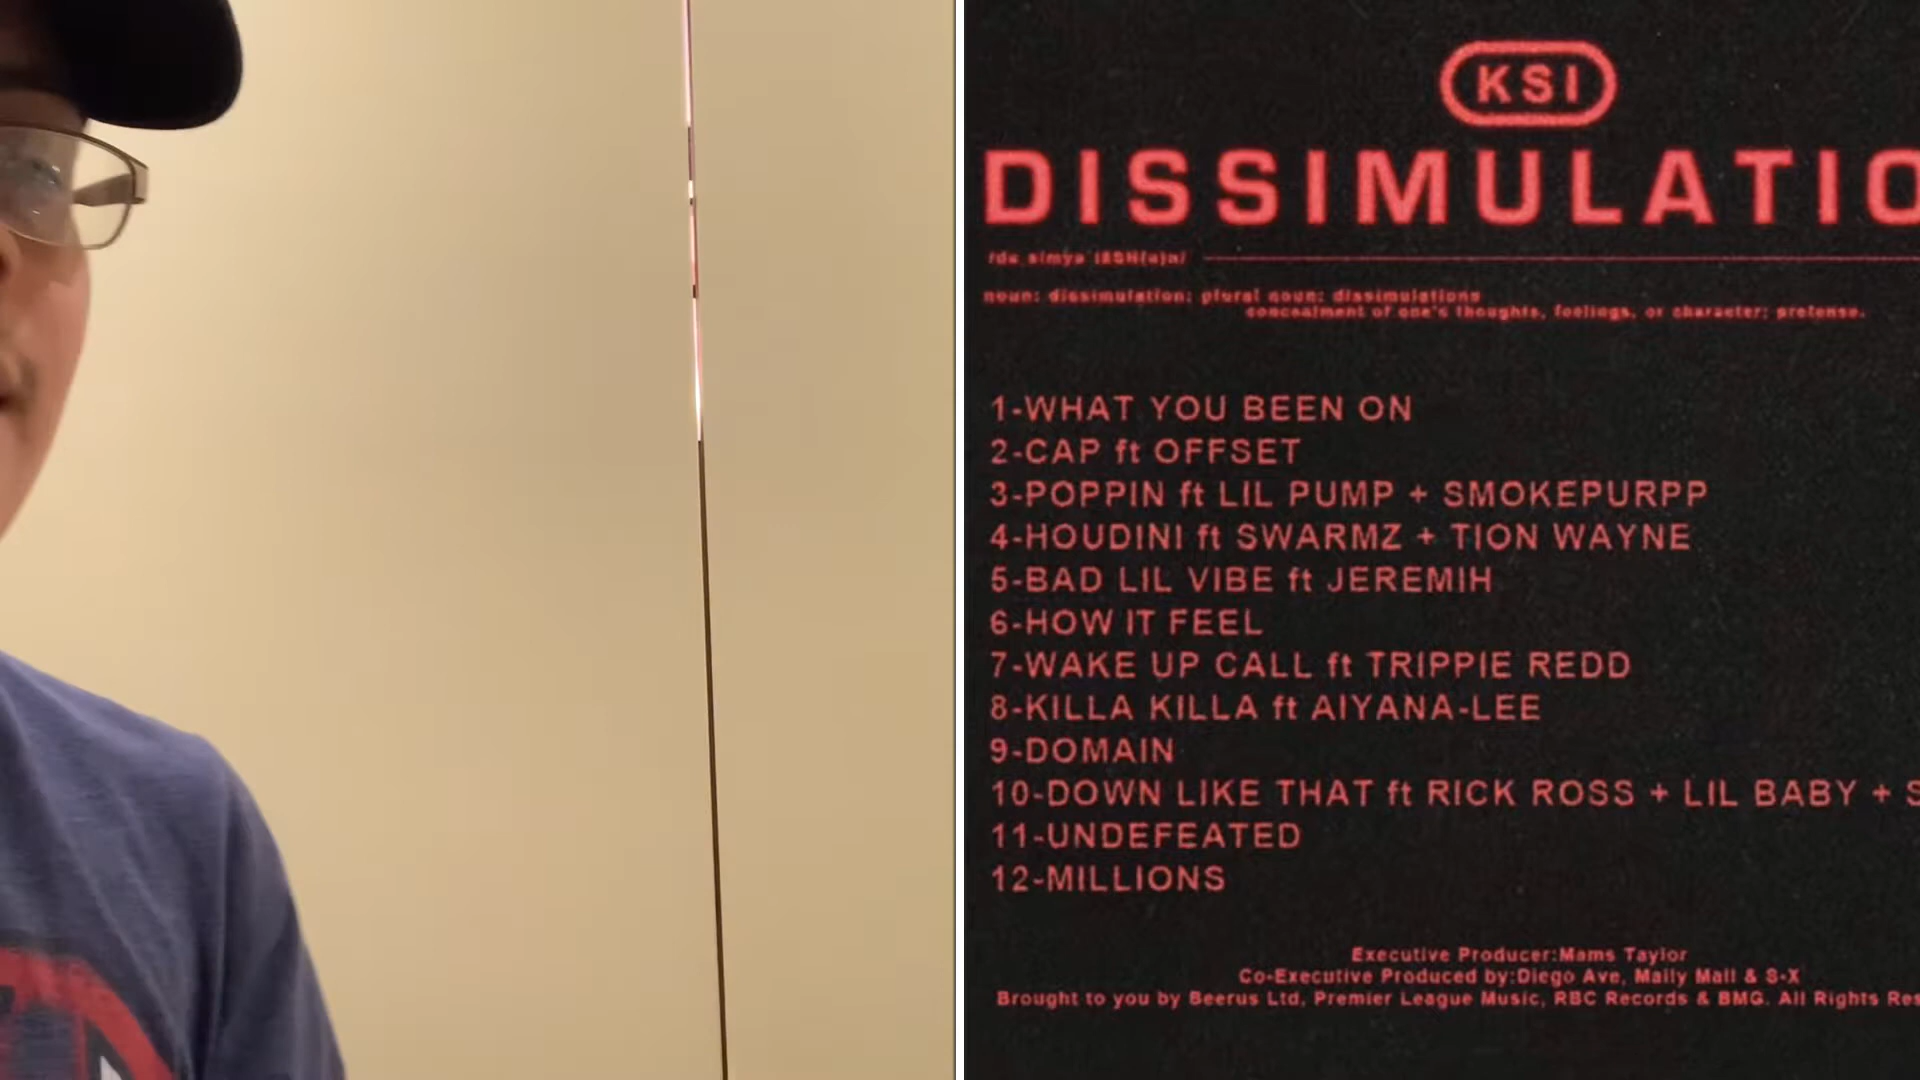 KSI
DISSIMULATIO
noun: dissimulation; plural noun: dissimulations
concealment of one's thoughts, feelings, or character; pretense.
1-WHAT YOU BEEN ON
2-CAP ft OFFSET
3-POPPIN ft LIL PUMP + SMOKEPURPP
4-HOUDINI ft SWARMZ + TION WAYNE
5-BAD LIL VIBE ft JEREMIH
6-HOW IT FEEL
7-WAKE UP CALL ft TRIPPIE REDD
8-KILLA KILLA ft AIYANA-LEE
9-DOMAIN
10-DOWN LIKE THAT ft RICK ROSS + LIL BABY + S
11-UNDEFEATED
12-MILLIONS
Executive Producer:Mams Taylor
Co-Executive Produced by:Diego Ave, Mally Mall & S-X
Brought to you by Beerus Ltd, Premier League Music, RBC Records & BMG. All Rights Res